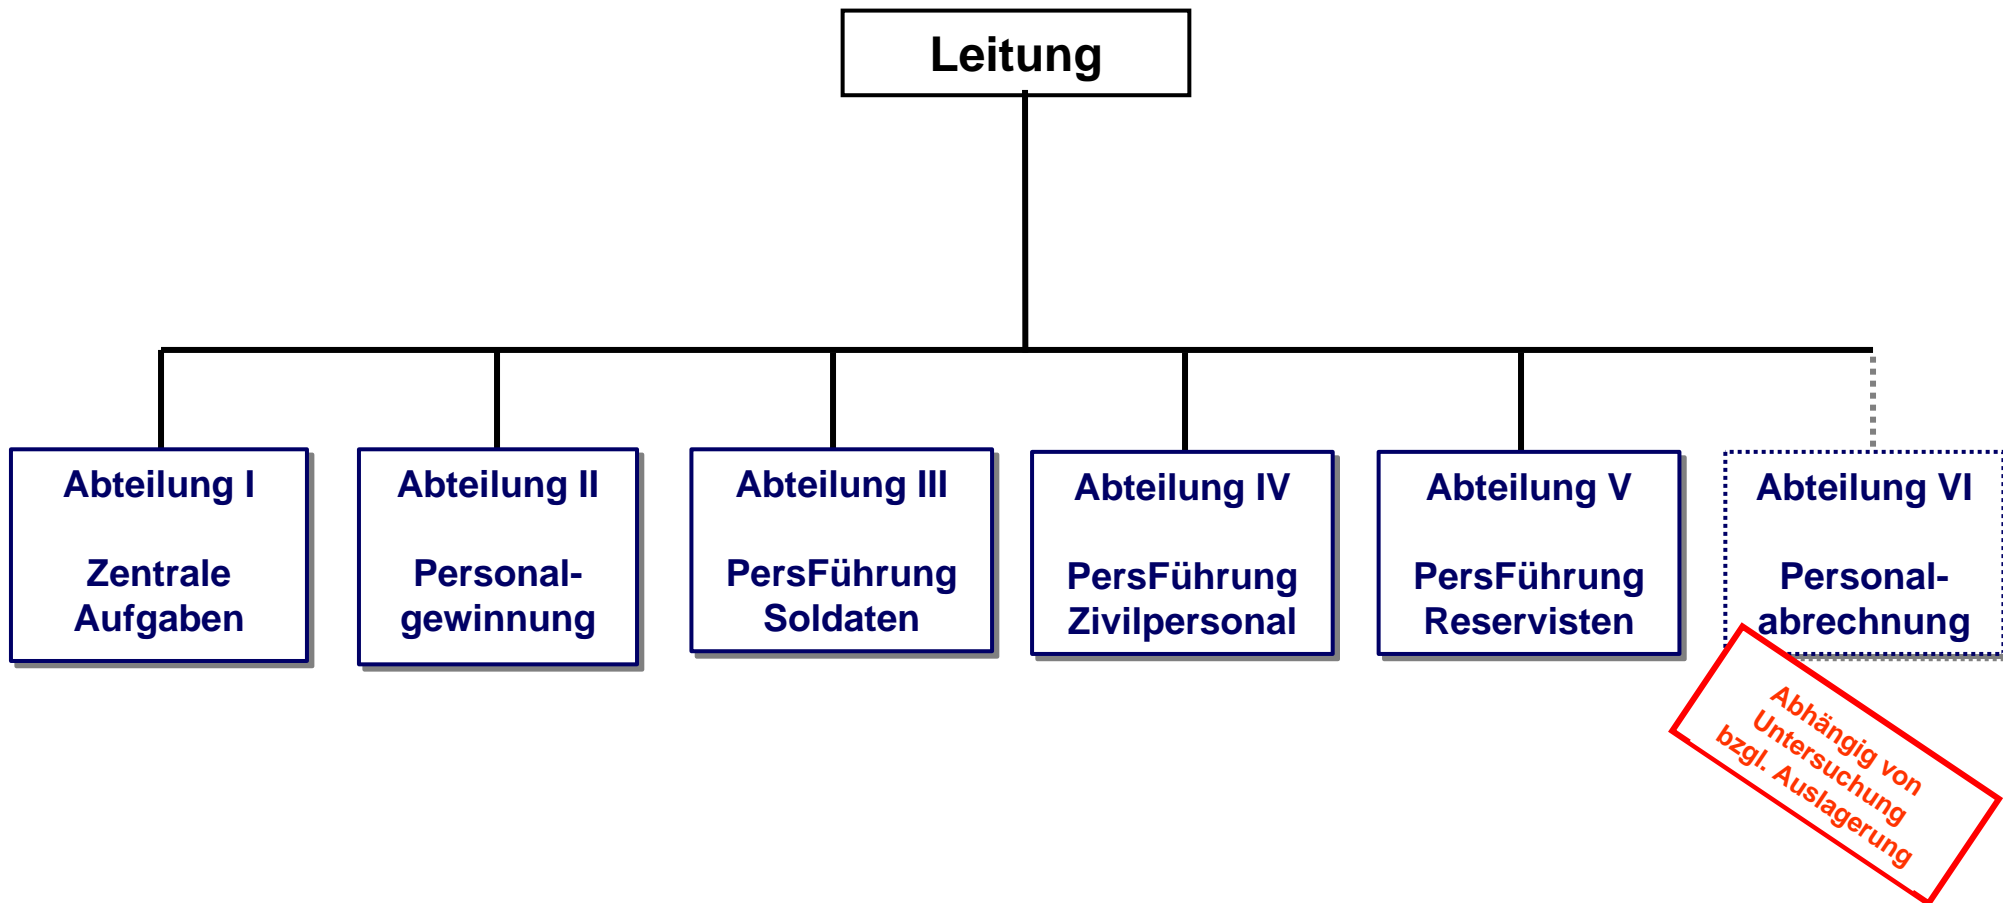 Leitung
Abteilung I
Zentrale
Aufgaben
Abteilung II
Personal-
gewinnung
Abteilung III
PersFührung
Soldaten
Abteilung IV
PersFührung
Zivilpersonal
Abteilung V
PersFührung
Reservisten
Abteilung VI
Personal-
abrechnung
Abhängig von
Untersuchung
bzgl. Auslagerung